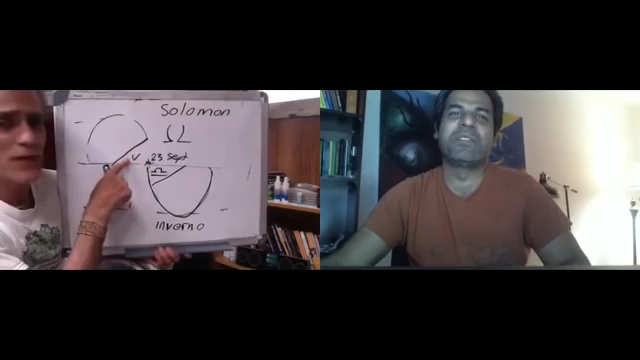 Solomon
Ω
V 23 Sept
Ω
inverno